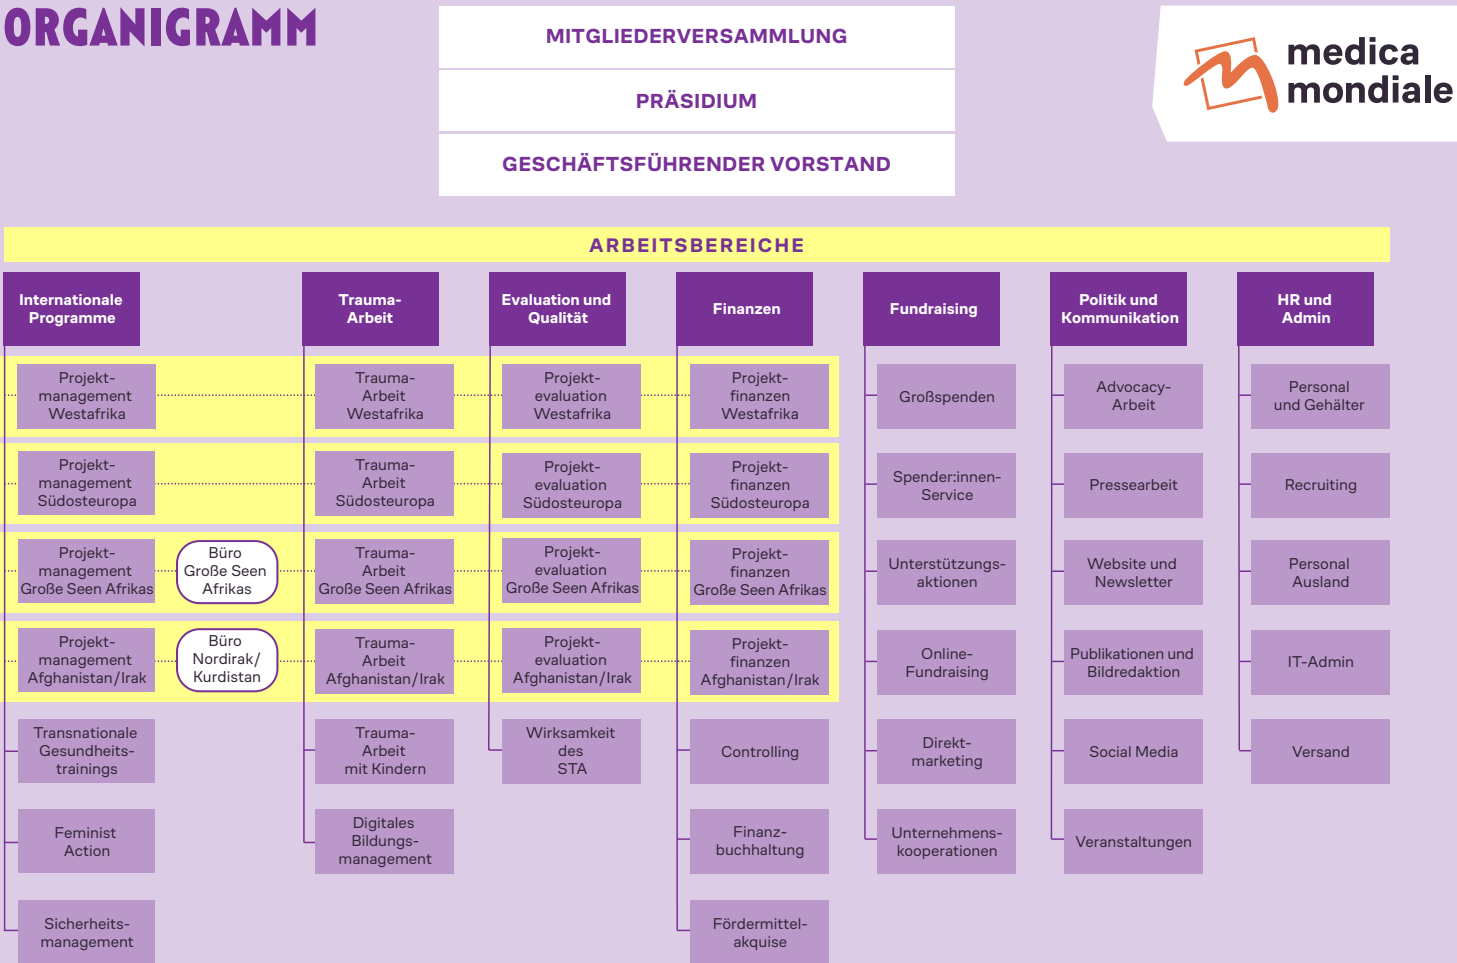 ORGANIGRAMM
MITGLIEDERVERSAMMLUNG
PRÄSIDIUM
GESCHÄFTSFÜHRENDER VORSTAND
medica
mondiale
ARBEITSBEREICHE
Internationale
Programme
Projekt-
management
Westafrika
Projekt-
management
Südosteuropa
Projekt-
management
Große Seen Afrikas
Büro
Große Seen
Afrikas
Projekt-
management
Afghanistan/Irak
Büro
Nordirak/
Kurdistan
Transnationale
Gesundheits-
trainings
Feminist
Action
Sicherheits-
management
Trauma-
Arbeit
Trauma-
Arbeit
Westafrika
Trauma-
Arbeit
Südosteuropa
Trauma-
Arbeit
Große Seen Afrikas
Trauma-
Arbeit
Afghanistan/Irak
Trauma-
Arbeit
mit Kindern
Digitales
Bildungs-
management
Evaluation und
Qualität
Projekt-
evaluation
Westafrika
Projekt-
evaluation
Südosteuropa
Projekt-
evaluation
Große Seen Afrikas
Projekt-
evaluation
Afghanistan/Irak
Wirksamkeit
des
STA
Finanzen
Projekt-
finanzen
Westafrika
Projekt-
finanzen
Südosteuropa
Projekt-
finanzen
Große Seen Afrikas
Projekt-
finanzen
Afghanistan/Irak
Controlling
Finanz-
buchhaltung
Fördermittel-
akquise
Fundraising
Großspenden
Spender:innen-
Service
Unterstützungs-
aktionen
Online-
Fundraising
Direkt-
marketing
Unternehmens-
kooperationen
Politik und
Kommunikation
Advocacy-
Arbeit
Pressearbeit
Website und
Newsletter
Publikationen und
Bildredaktion
Social Media
Veranstaltungen
HR und
Admin
Personal
und Gehälter
Recruiting
Personal
Ausland
IT-Admin
Versand